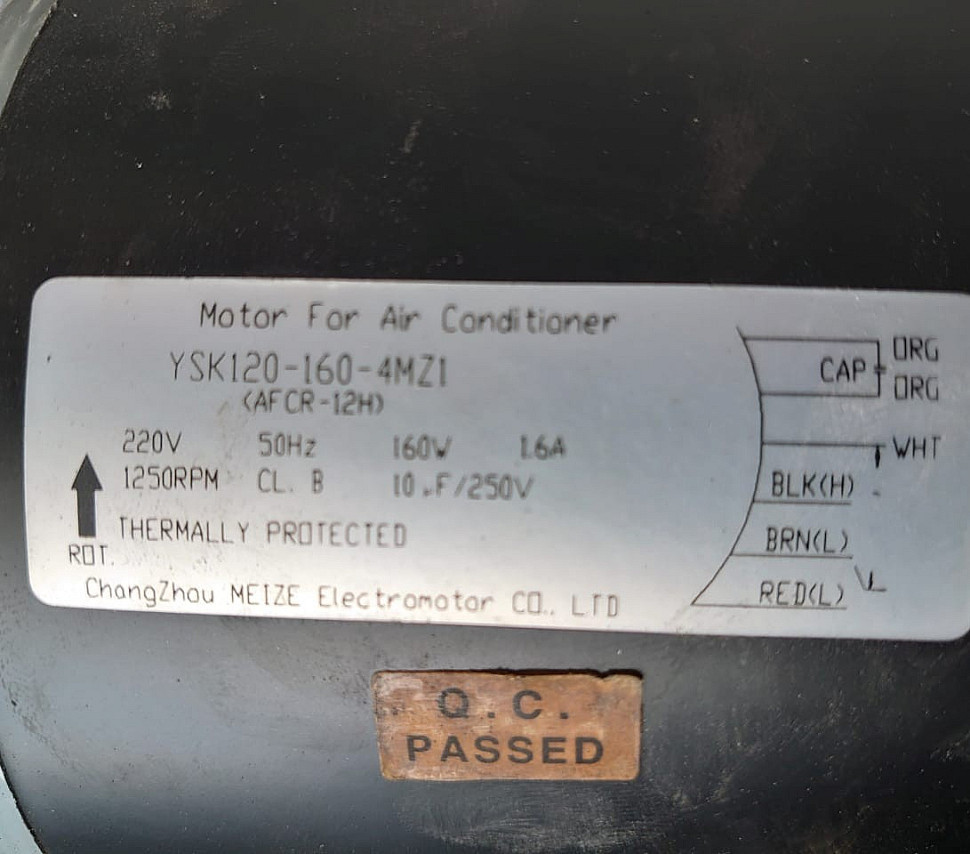 Motor For Air Conditioner
YSK120-160-4MZ1
(AFCR-12H)
220V 50Hz 160W 1.6A
1250RPM CL. B 10 F/250V
THERMALLY PROTECTED
ROT.
ChangZhou MEIZE Electromotor CO., LTD
CAP
ORG
ORG
WHT
BLK(H)
BRN(L)
RED(L)
Q.C.
PASSED